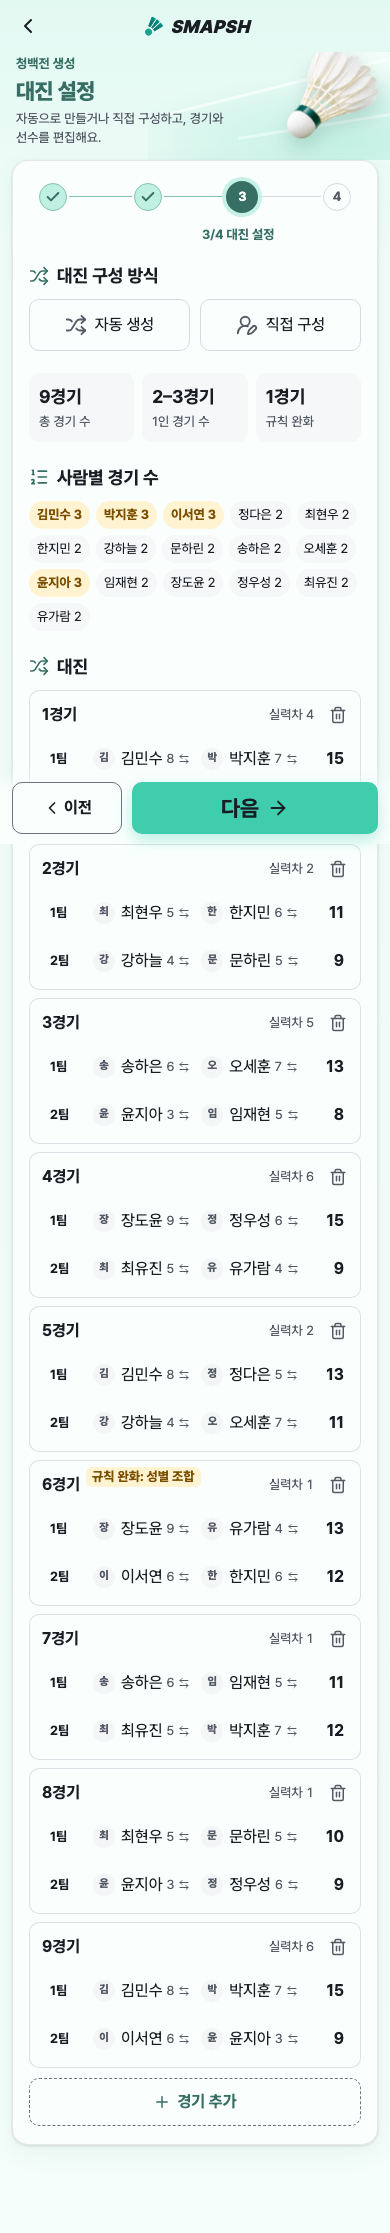 SMAPSH
청백전 생성
대진 설정
자동으로 만들거나 직접 구성하고, 경기와
선수를 편집해요.
3 4
3/4 대진 설정
대진 구성 방식
자동 생성 직접 구성
9경기 2–3경기 1경기
총 경기 수 1인 경기 수 규칙 완화
사람별 경기 수
김민수 3 박지훈 3 이서연 3 정다은 2 최현우 2
한지민 2 강하늘 2 문하린 2 송하은 2 오세훈 2
윤지아 3 임재현 2 장도윤 2 정우성 2 최유진 2
유가람 2
대진
1경기 실력차 4
1팀 김 김민수 8 박 박지훈 7 15
이전 다음
2경기 실력차 2
1팀 최 최현우 5 한 한지민 6 11
2팀 강 강하늘 4 문 문하린 5 9
3경기 실력차 5
1팀 송 송하은 6 오 오세훈 7 13
2팀 윤 윤지아 3 임 임재현 5 8
4경기 실력차 6
1팀 장 장도윤 9 정 정우성 6 15
2팀 최 최유진 5 유 유가람 4 9
5경기 실력차 2
1팀 김 김민수 8 정 정다은 5 13
2팀 강 강하늘 4 오 오세훈 7 11
6경기 규칙 완화: 성별 조합 실력차 1
1팀 장 장도윤 9 유 유가람 4 13
2팀 이 이서연 6 한 한지민 6 12
7경기 실력차 1
1팀 송 송하은 6 임 임재현 5 11
2팀 최 최유진 5 박 박지훈 7 12
8경기 실력차 1
1팀 최 최현우 5 문 문하린 5 10
2팀 윤 윤지아 3 정 정우성 6 9
9경기 실력차 6
1팀 김 김민수 8 박 박지훈 7 15
2팀 이 이서연 6 윤 윤지아 3 9
+ 경기 추가